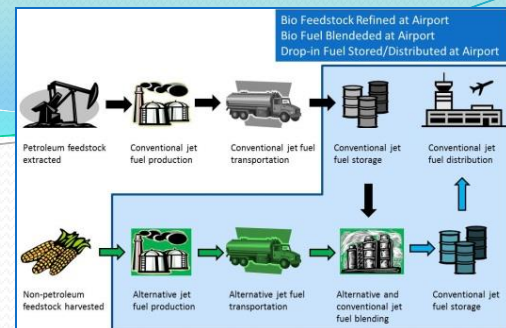 Bio Feedstock Refined at Airport
Bio Fuel Blendeded at Airport
Drop-in Fuel Stored/Distributed at Airport
Petroleum feedstock
extracted
Conventional jet
fuel production
Conventional jet fuel
transportation
Conventional jet
fuel storage
Conventional jet
fuel distribution
Non-petroleum
feedstock harvested
Alternative jet
fuel production
Alternative jet fuel
transportation
Alternative and
conventional jet
fuel blending
Conventional jet
fuel storage